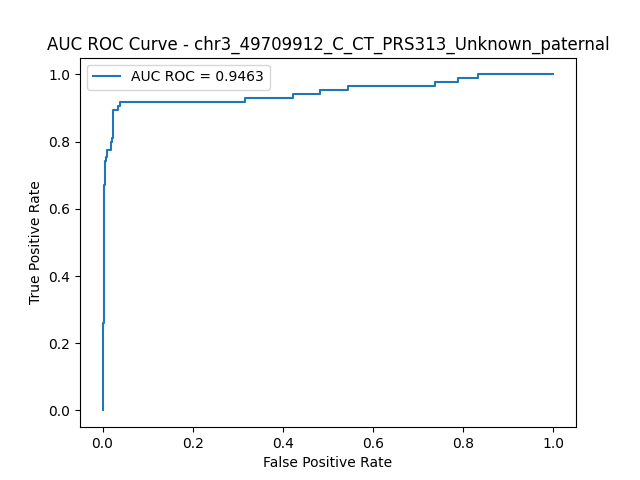 AUC ROC Curve - chr3_49709912_C_CT_PRS313_Unknown_paternal
AUC ROC = 0.9463
1.0
0.8
0.6
0.4
0.2
0.0
True Positive Rate
0.0 0.2 0.4 0.6 0.8 1.0
False Positive Rate